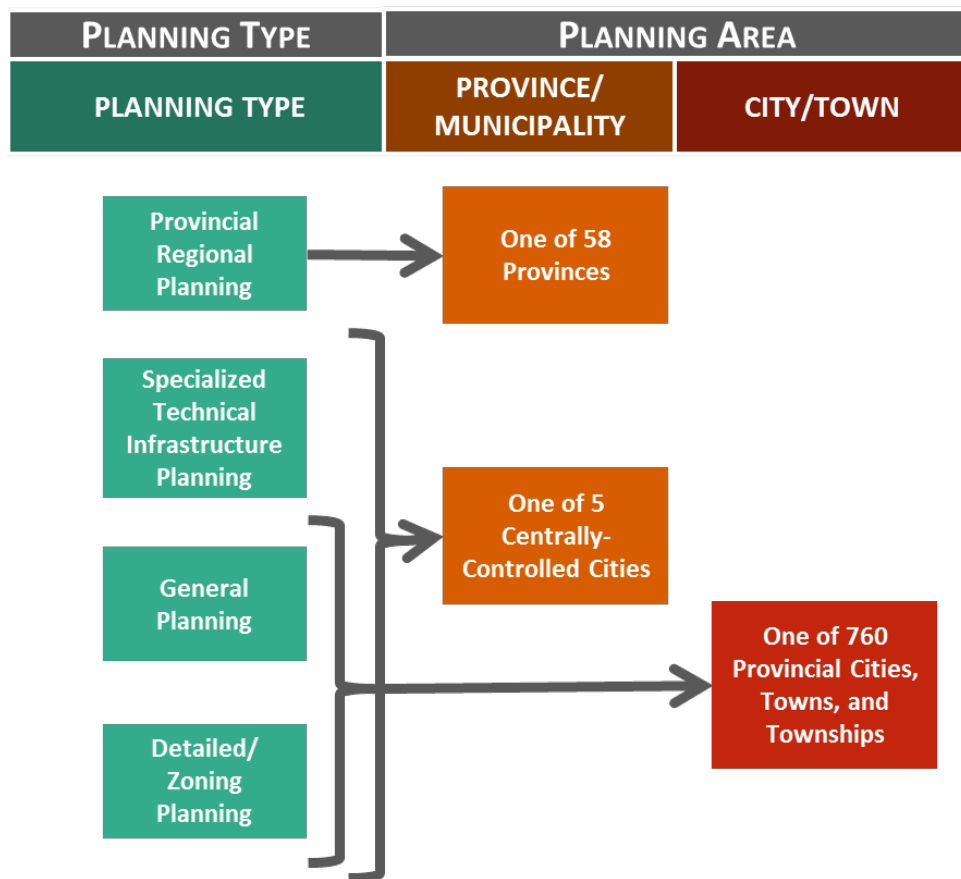 PLANNING TYPE
PLANNING AREA
PLANNING TYPE
PROVINCE/
MUNICIPALITY
CITY/TOWN
Provincial
Regional
Planning
One of 58
Provinces
Specialized
Technical
Infrastructure
Planning
One of 5
Centrally-
Controlled Cities
General
Planning
One of 760
Provincial Cities,
Towns, and
Townships
Detailed/
Zoning
Planning